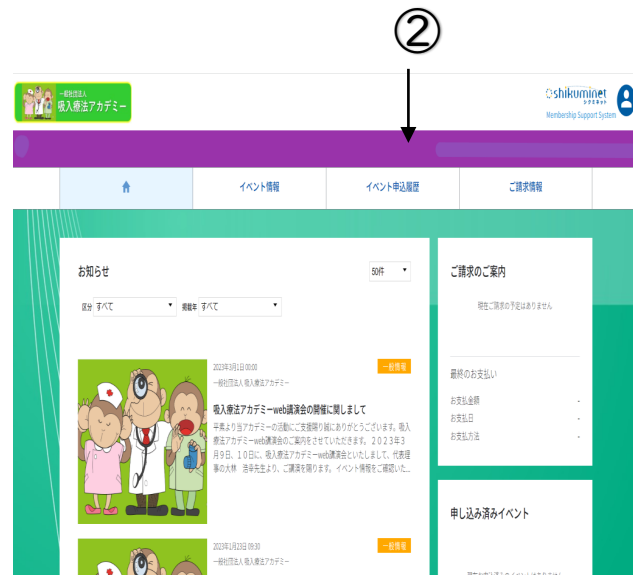 ②
一般社団法人
吸入療法アカデミー
shikuminet
シクミネット
Membership Support System
イベント情報
イベント申込履歴
ご請求情報
お知らせ
50件
区分 すべて
掲載年 すべて
2023年3月1日 00:00
一般情報
一般社団法人 吸入療法アカデミー
吸入療法アカデミーweb講演会の開催に関しまして
平素より当アカデミーの活動にご支援賜り誠にありがとうございます。吸入
療法アカデミーweb講演会のご案内をさせていただきます。２０２３年３
月９日、１０日に、吸入療法アカデミーweb講演会といたしまして、代表理
事の大林　浩幸先生より、ご講演を賜ります。 イベント情報をご確認いた...
2023年1月23日 09:30
一般情報
一般社団法人 吸入療法アカデミー
ご請求のご案内
現在ご請求の予定はありません
最終のお支払い
お支払金額 -
お支払日 -
お支払方法 -
申し込み済みイベント